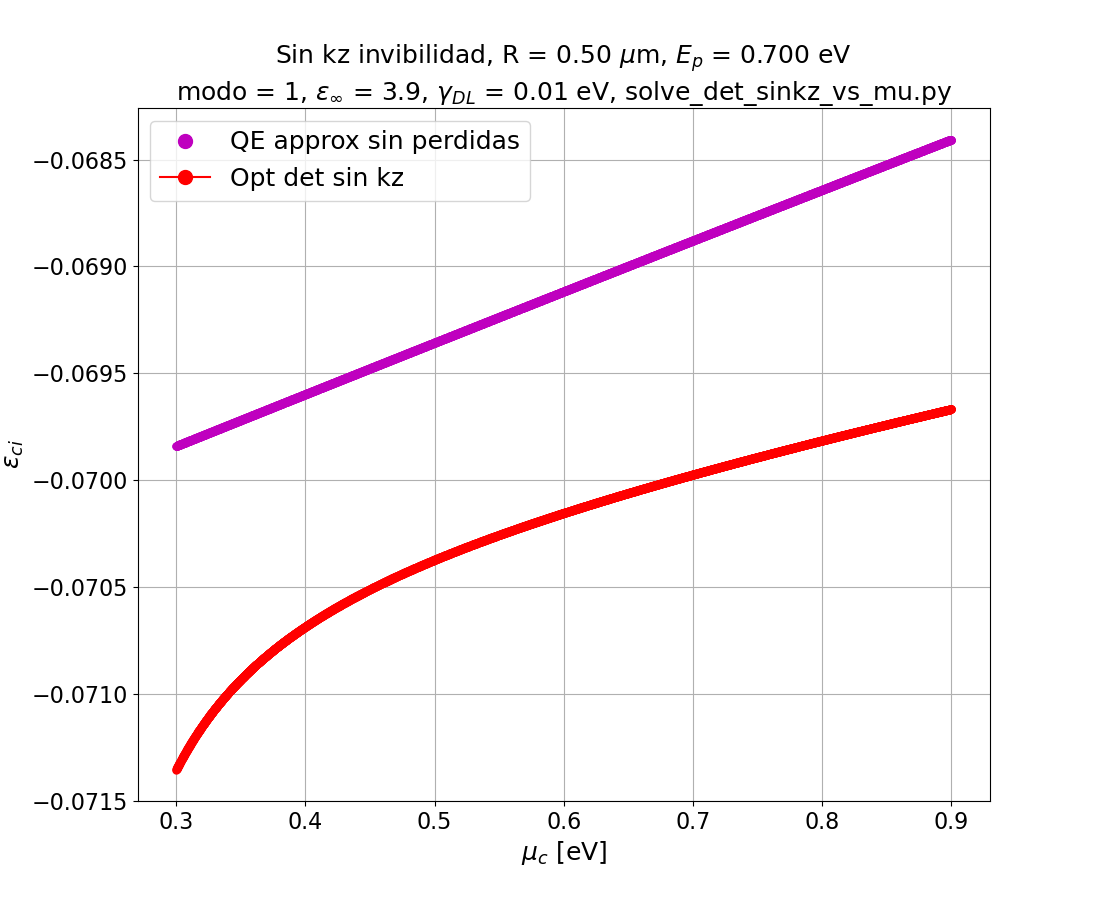 Sin kz invibilidad, R = 0.50 μm, E_p = 0.700 eV
modo = 1, ε_∞ = 3.9, γ_DL = 0.01 eV, solve_det_sinkz_vs_mu.py
QE approx sin perdidas
Opt det sin kz
−0.0685
−0.0690
−0.0695
−0.0700
−0.0705
−0.0710
−0.0715
ε_ci
0.3 0.4 0.5 0.6 0.7 0.8 0.9
μ_c [eV]